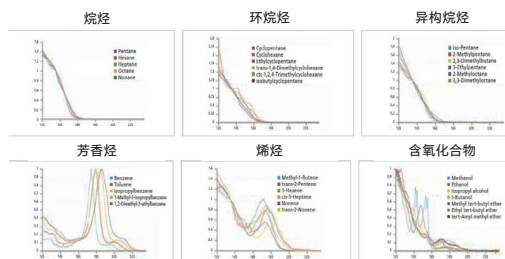 烷烃
Pentane
Hexane
Heptane
Octane
Nonane
环烷烃
Cyclopentane
Cyclohexane
Ethylcyclopentane
trans-1,4-Dimethylcyclohexane
cis-1,2,4-Trimethylcyclohexane
isobutylcyclopentane
异构烷烃
iso-Pentane
2-Methylpentane
2,3-Dimethylbutane
3-Ethylpentane
2-Methyloctane
3,3-Dimethyloctane
芳香烃
Benzene
Toluene
Isopropylbenzene
1-Methyl-3-isopropylbenzene
1,2-Dimethyl-3-ethylbenzene
烯烃
Methyl-1-Butene
trans-2-Pentene
1-Hexene
cis-3-Heptene
Nonene
trans-2-Nonene
含氧化合物
Methanol
Ethanol
Isopropyl alcohol
t-Butanol
Methyl tert-butyl ether
Ethyl tert-butyl ether
tert-Amyl methyl ether